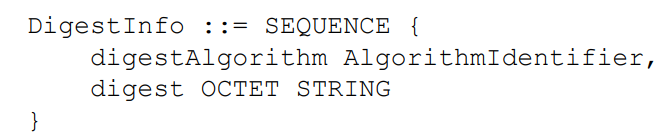 DigestInfo ::= SEQUENCE {
    digestAlgorithm AlgorithmIdentifier,
    digest OCTET STRING
}